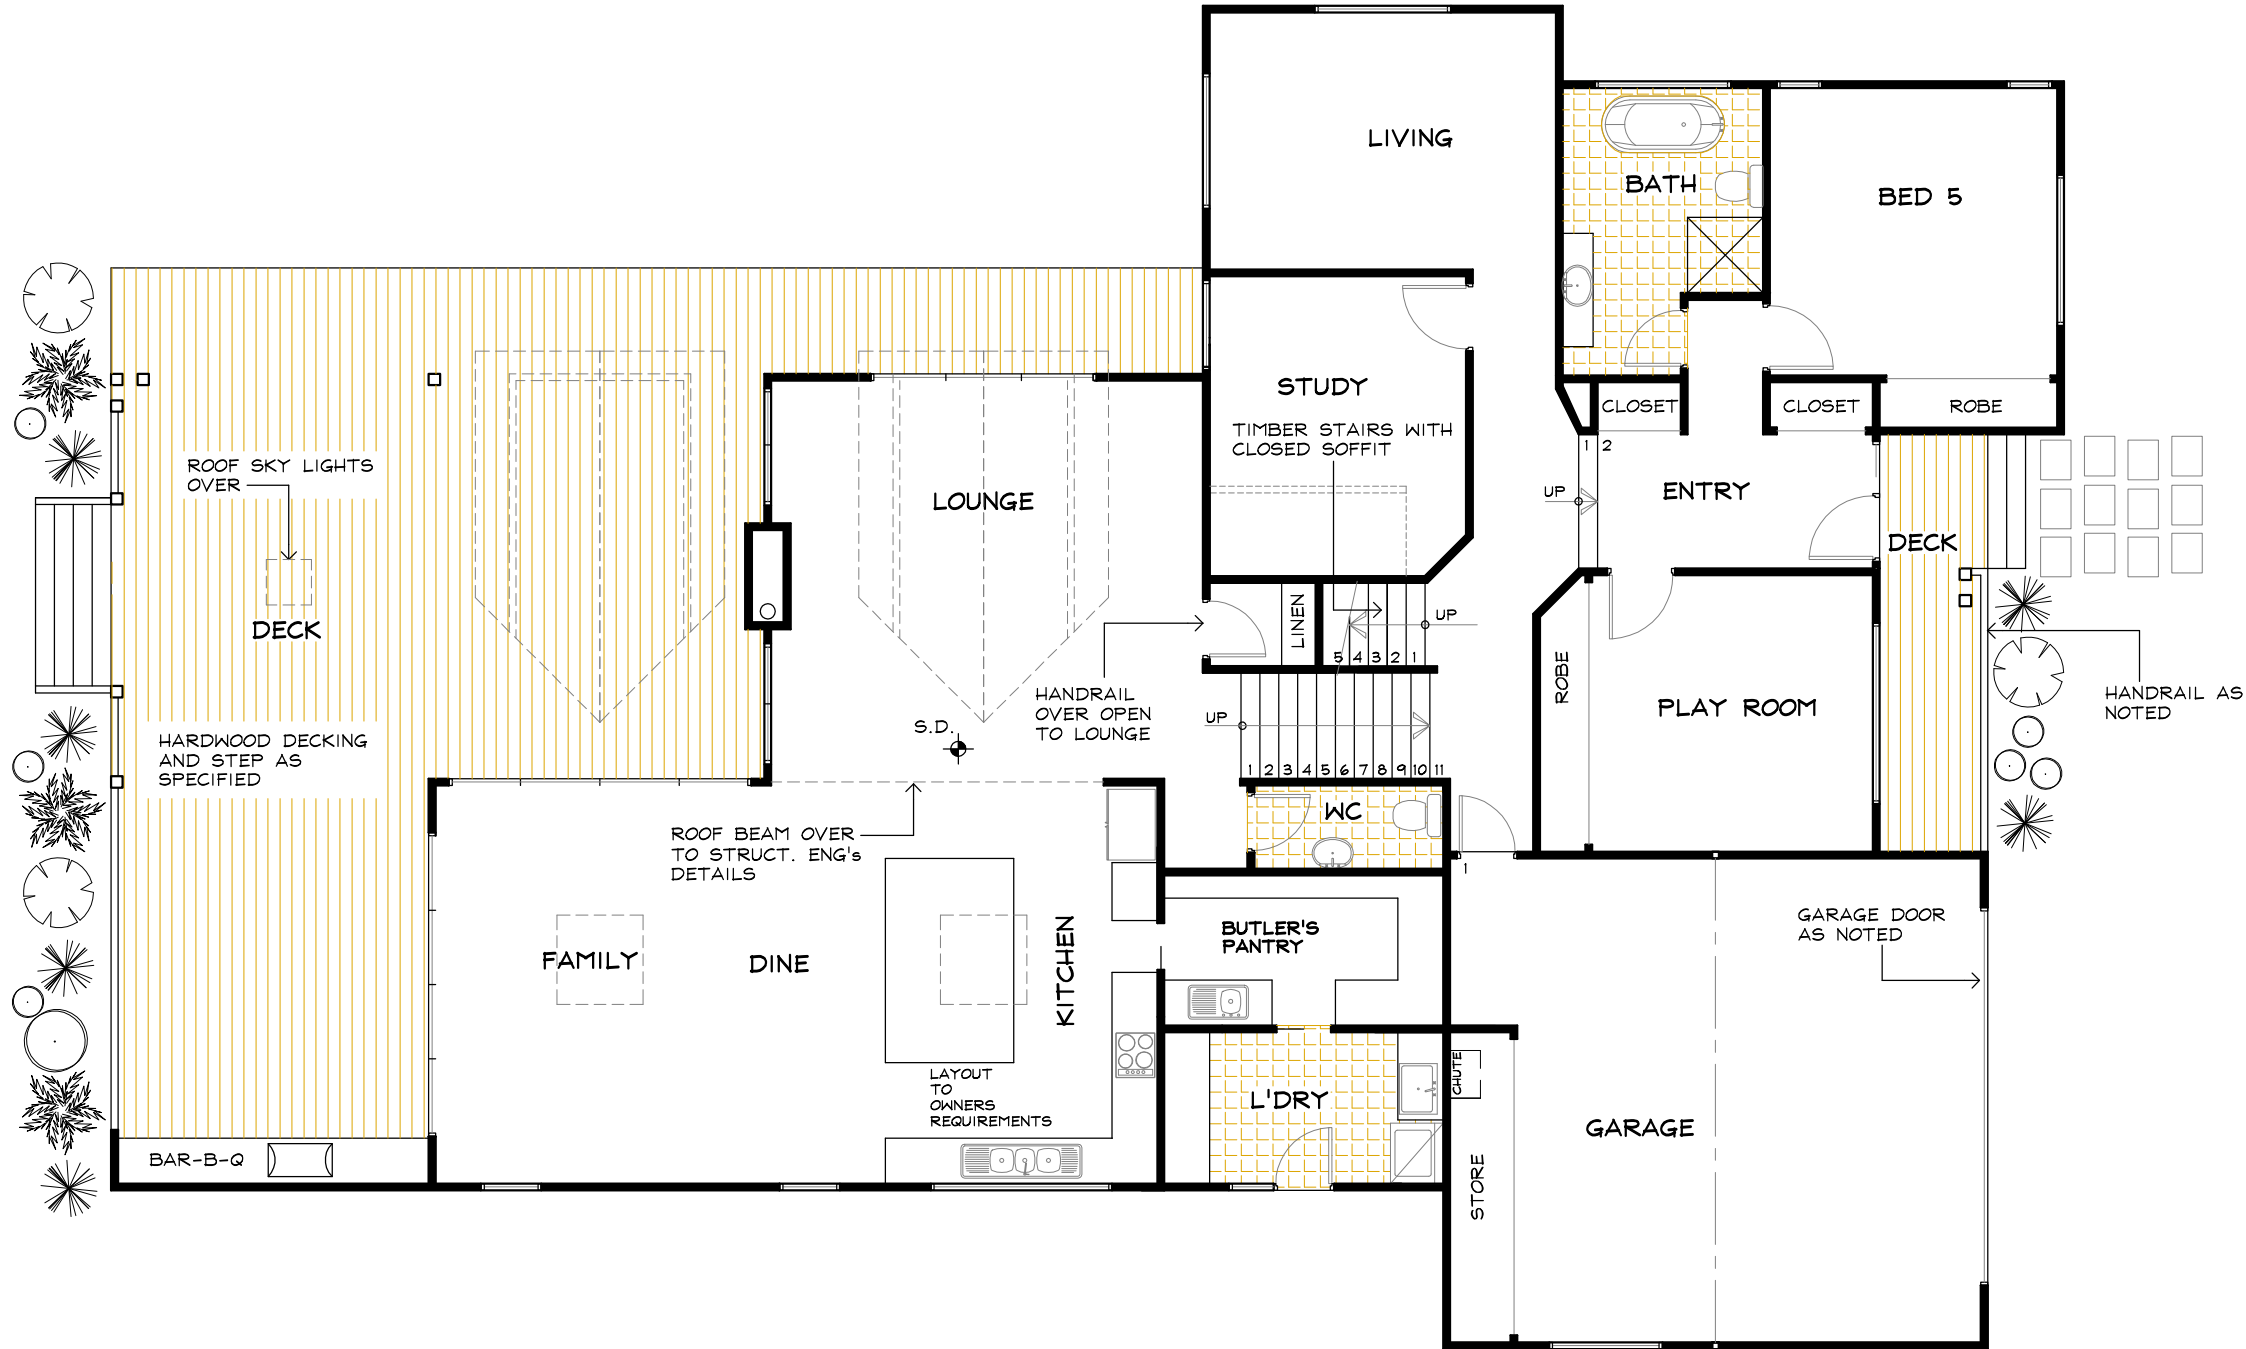 LIVING
BATH
BED 5
STUDY
TIMBER STAIRS WITH
CLOSED SOFFIT
CLOSET
CLOSET
ROBE
1 2
UP
ENTRY
DECK
ROOF SKY LIGHTS
OVER
LOUNGE
DECK
LINEN
UP
5 4 3 2 1
ROBE
HANDRAIL
OVER OPEN
TO LOUNGE
UP
PLAY ROOM
HANDRAIL AS
NOTED
S.D.
HARDWOOD DECKING
AND STEP AS
SPECIFIED
1 2 3 4 5 6 7 8 9 10 11
WC
ROOF BEAM OVER
TO STRUCT. ENG's
DETAILS
1
FAMILY
DINE
KITCHEN
BUTLER'S
PANTRY
GARAGE DOOR
AS NOTED
LAYOUT
TO
OWNERS
REQUIREMENTS
L'DRY
CHUTE
GARAGE
STORE
BAR-B-Q